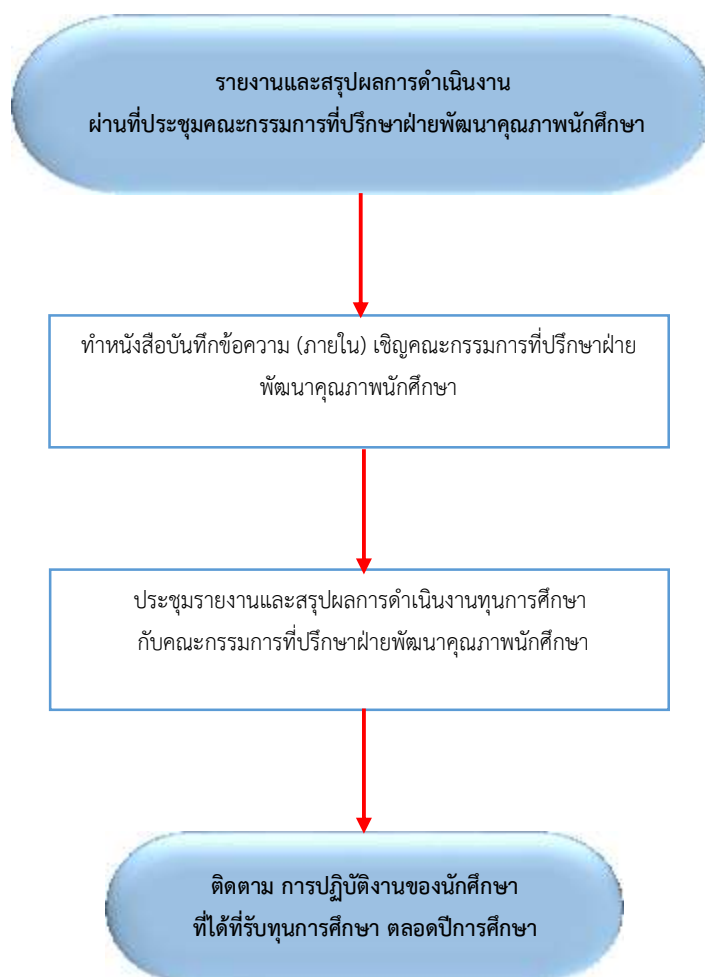 รายงานและสรุปผลการดำเนินงาน
ผ่านที่ประชุมคณะกรรมการที่ปรึกษาฝ่ายพัฒนาคุณภาพนักศึกษา
ทำหนังสือบันทึกข้อความ (ภายใน) เชิญคณะกรรมการที่ปรึกษาฝ่าย
พัฒนาคุณภาพนักศึกษา
ประชุมรายงานและสรุปผลการดำเนินงานทุนการศึกษา
กับคณะกรรมการที่ปรึกษาฝ่ายพัฒนาคุณภาพนักศึกษา
ติดตาม การปฏิบัติงานของนักศึกษา
ที่ได้ที่รับทุนการศึกษา ตลอดปีการศึกษา